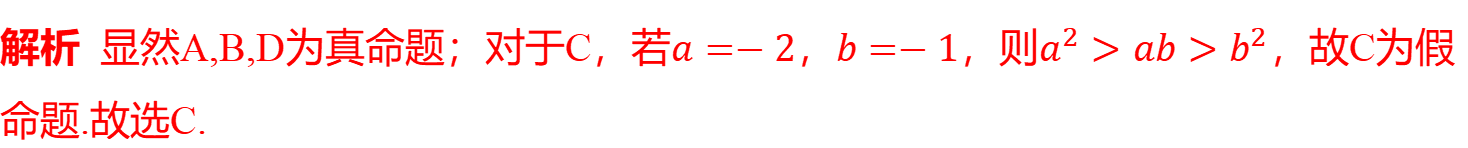 解析 显然A,B,D为真命题；对于C，若a =− 2，b =− 1，则a² > ab > b²，故C为假
命题.故选C.